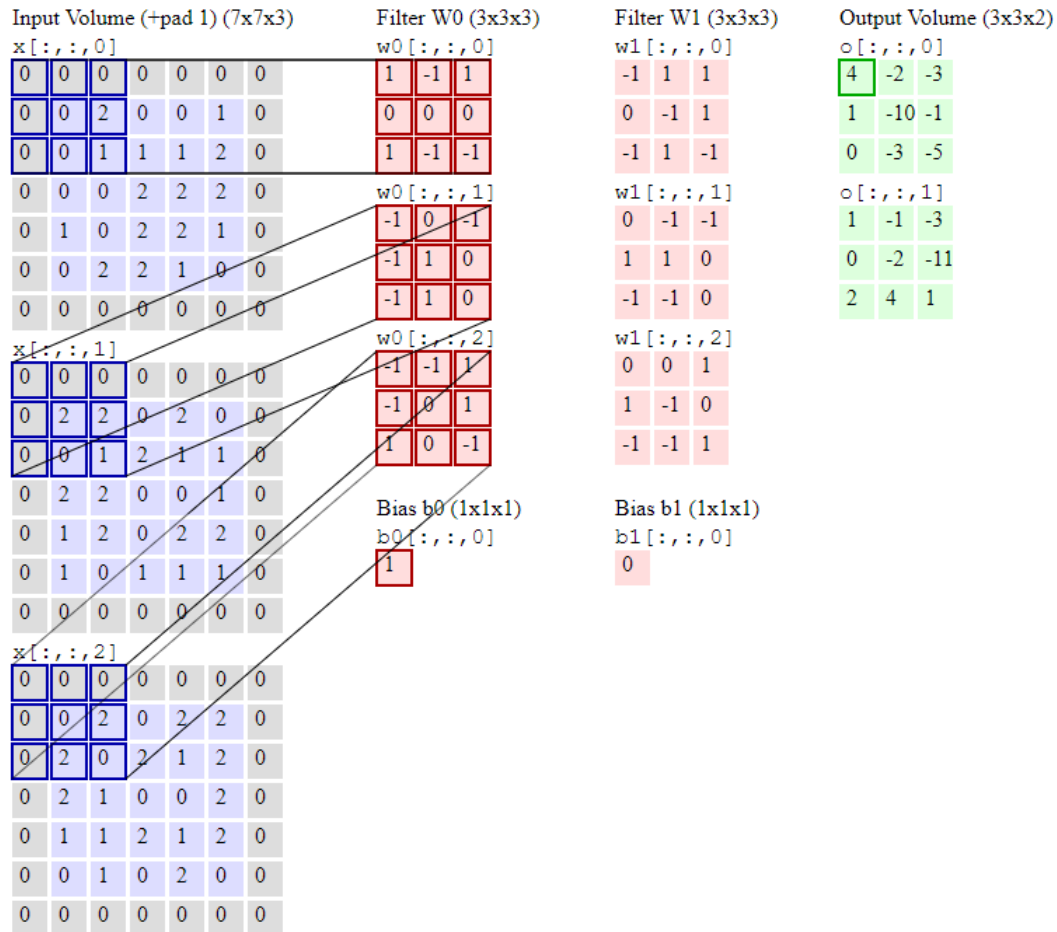 Input Volume (+pad 1) (7x7x3)
x[:,:,0]
0 0 0 0 0 0 0
0 0 2 0 0 1 0
0 0 1 1 1 2 0
0 0 0 2 2 2 0
0 1 0 2 2 1 0
0 0 2 2 1 0 0
0 0 0 0 0 0 0
x[:,:,1]
0 0 0 0 0 0 0
0 2 2 0 2 0 0
0 0 1 2 1 1 0
0 2 2 0 0 1 0
0 1 2 0 2 2 0
0 1 0 1 1 1 0
0 0 0 0 0 0 0
x[:,:,2]
0 0 0 0 0 0 0
0 0 2 0 2 2 0
0 2 0 2 1 2 0
0 2 1 0 0 2 0
0 1 1 2 1 2 0
0 0 1 0 2 0 0
0 0 0 0 0 0 0
Filter W0 (3x3x3)
w0[:,:,0]
1 -1 1
0 0 0
1 -1 -1
w0[:,:,1]
-1 0 -1
-1 1 0
-1 1 0
w0[:,:,2]
-1 -1 1
-1 0 1
1 0 -1
Bias b0 (1x1x1)
b0[:,:,0]
1
Filter W1 (3x3x3)
w1[:,:,0]
-1 1 1
0 -1 1
-1 1 -1
w1[:,:,1]
0 -1 -1
1 1 0
-1 -1 0
w1[:,:,2]
0 0 1
1 -1 0
-1 -1 1
Bias b1 (1x1x1)
b1[:,:,0]
0
Output Volume (3x3x2)
o[:,:,0]
4 -2 -3
1 -10 -1
0 -3 -5
o[:,:,1]
1 -1 -3
0 -2 -11
2 4 1